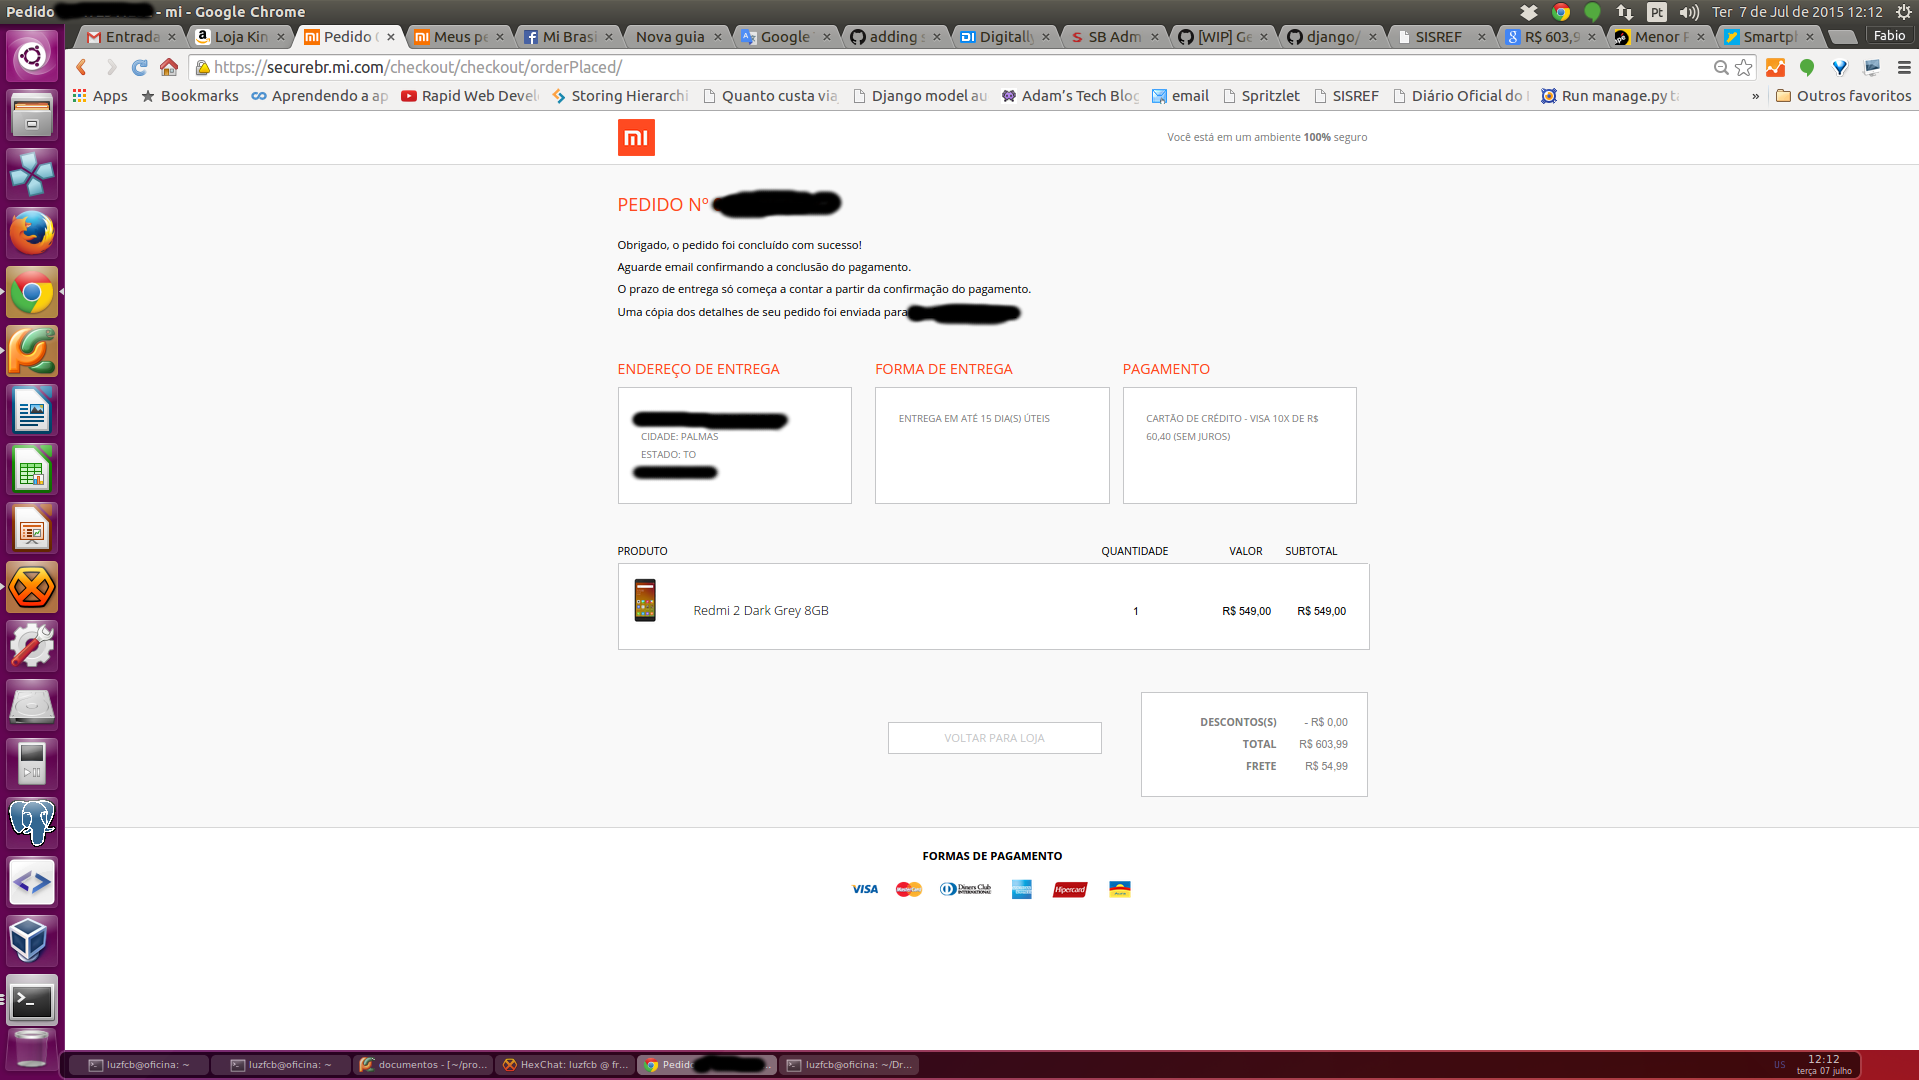 Pedido - mi - Google Chrome
Pt Ter 7 de Jul de 2015 12:12
Entrada
Loja Kin
Pedido
Meus pe
Mi Brasi
Nova guia
Google
adding s
Digitally
SB Adm
[WIP] Ge
django/
SISREF
R$ 603,9
Menor P
Smartph
Fabio
https://securebr.mi.com/checkout/checkout/orderPlaced/
Apps
Bookmarks
Aprendendo a ap
Rapid Web Devel
Storing Hierarchi
Quanto custa via
Django model au
Adam's Tech Blog
email
Spritzlet
SISREF
Diário Oficial do
Run manage.py ta
»
Outros favoritos
mi
Você está em um ambiente 100% seguro
PEDIDO Nº
Obrigado, o pedido foi concluído com sucesso!
Aguarde email confirmando a conclusão do pagamento.
O prazo de entrega só começa a contar a partir da confirmação do pagamento.
Uma cópia dos detalhes de seu pedido foi enviada para
ENDEREÇO DE ENTREGA
CIDADE: PALMAS
ESTADO: TO
FORMA DE ENTREGA
ENTREGA EM ATÉ 15 DIA(S) ÚTEIS
PAGAMENTO
CARTÃO DE CRÉDITO - VISA 10X DE R$
60,40 (SEM JUROS)
PRODUTO QUANTIDADE VALOR SUBTOTAL
Redmi 2 Dark Grey 8GB 1 R$ 549,00 R$ 549,00
VOLTAR PARA LOJA
DESCONTOS(S) - R$ 0,00
TOTAL R$ 603,99
FRETE R$ 54,99
FORMAS DE PAGAMENTO
VISA MasterCard Diners Club INTERNATIONAL Hipercard
luzfcb@oficina: ~
luzfcb@oficina: ~
documentos - [~/pro...
HexChat: luzfcb @ fr...
Pedido ...
luzfcb@oficina: ~/Dr...
US
12:12
terça 07 julho